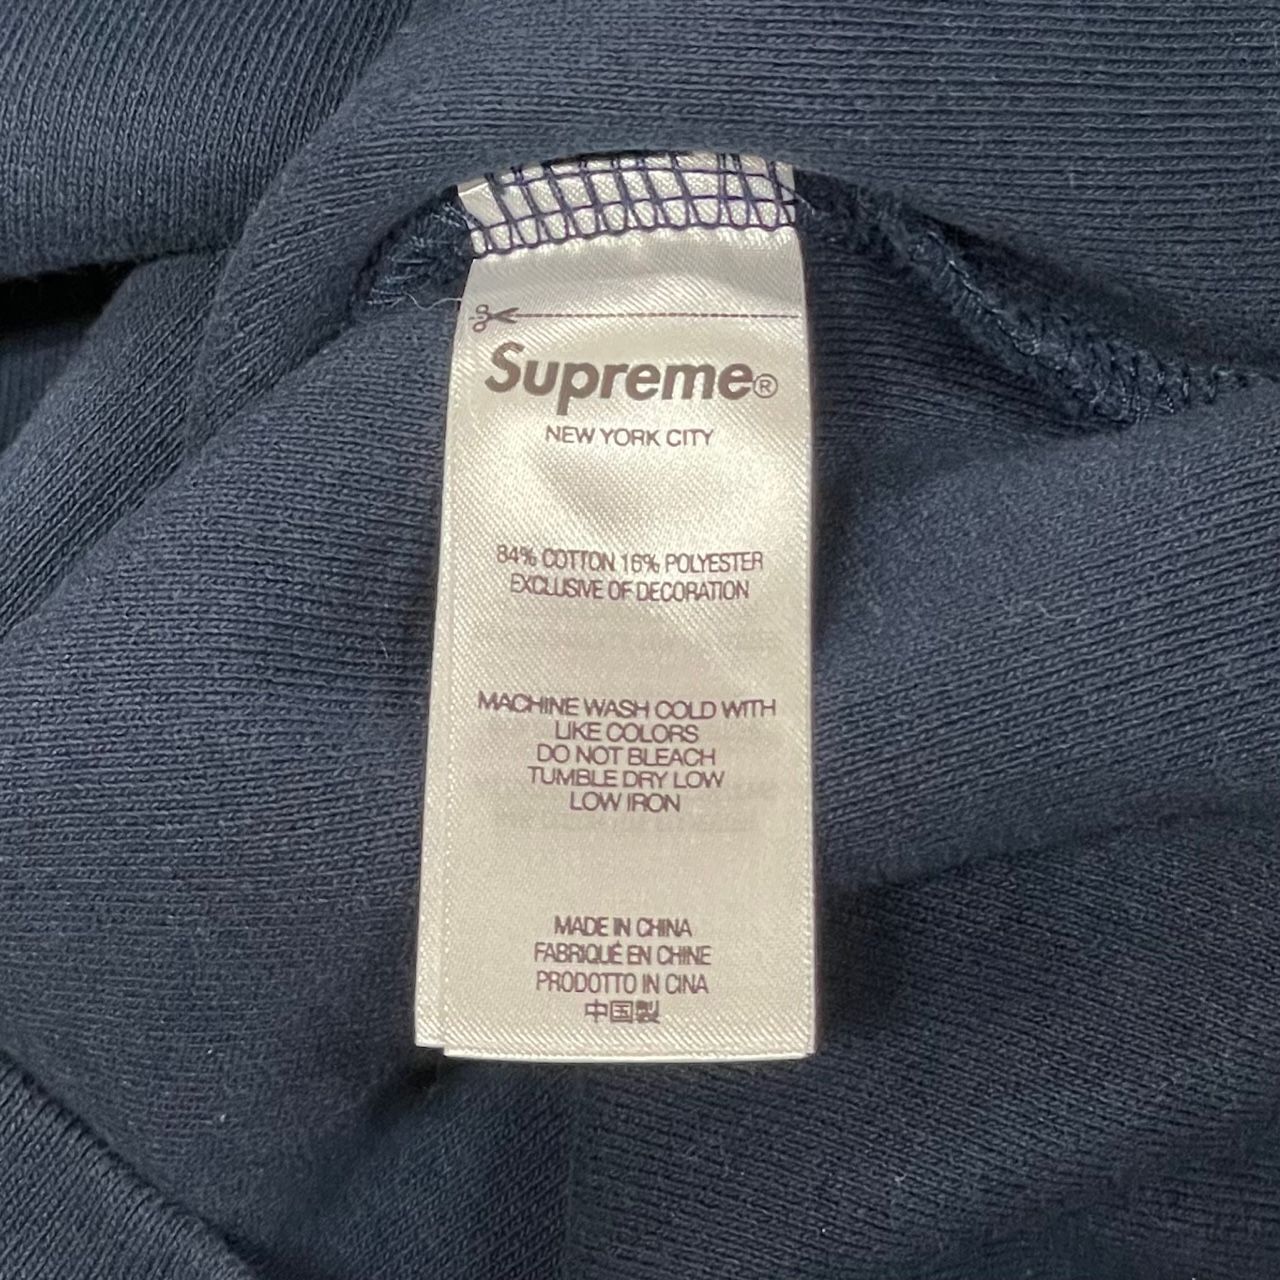 Supreme®
NEW YORK CITY
84% COTTON 16% POLYESTER
EXCLUSIVE OF DECORATION
MACHINE WASH COLD WITH
LIKE COLORS
DO NOT BLEACH
TUMBLE DRY LOW
LOW IRON
MADE IN CHINA
FABRIQUÉ EN CHINE
PRODOTTO IN CINA
中国製